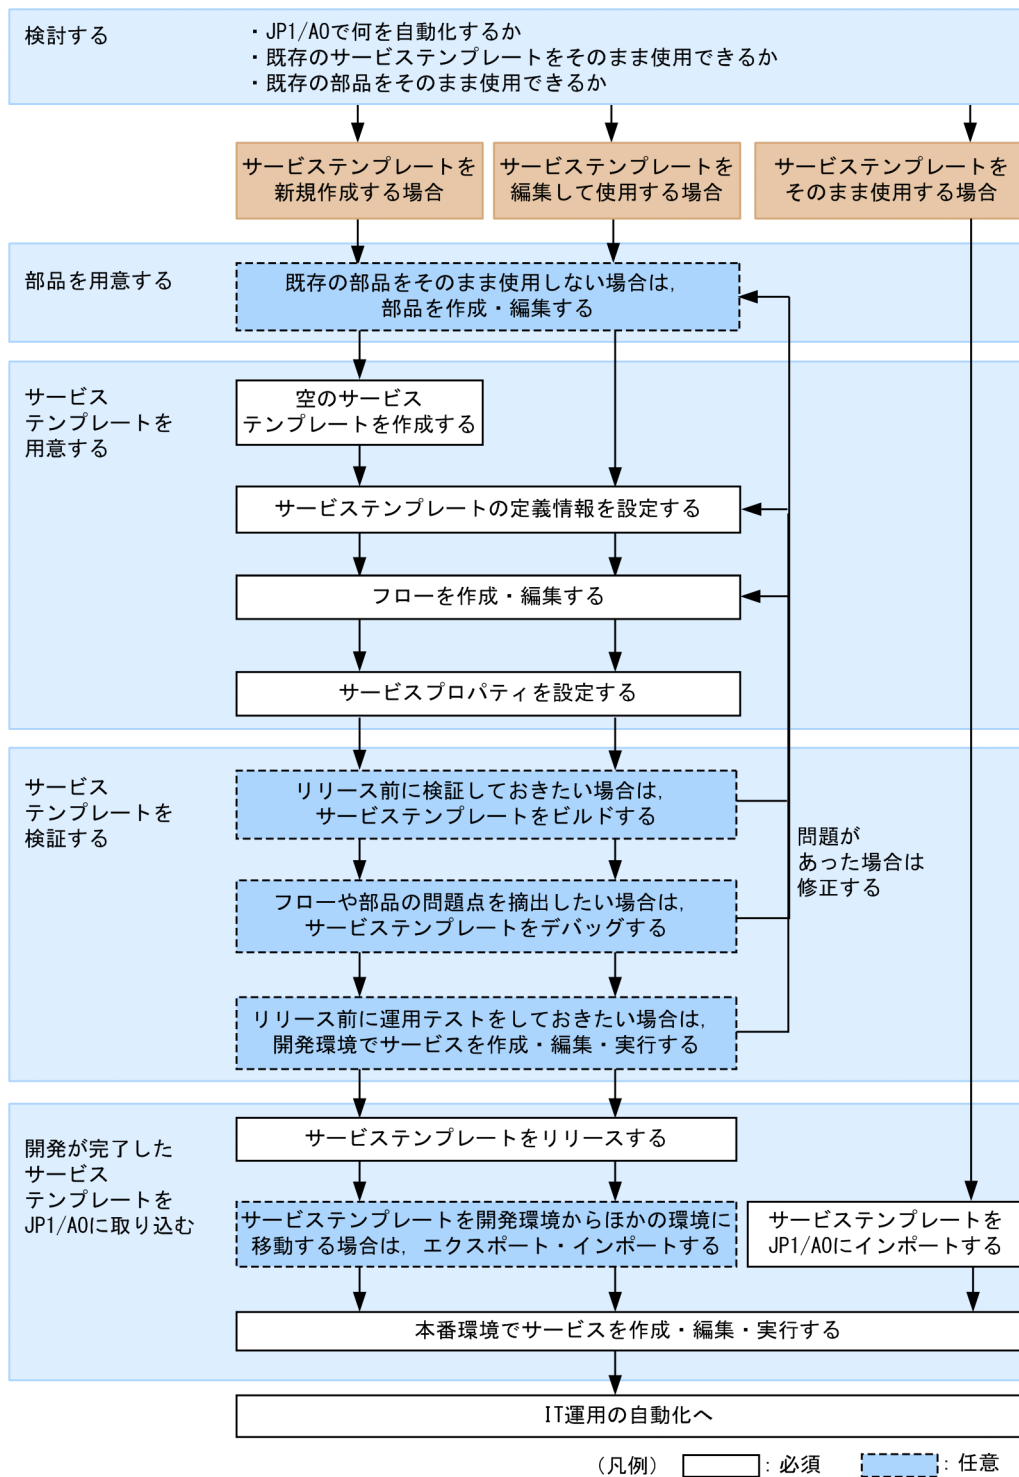 検討する
・JP1/AOで何を自動化するか
・既存のサービステンプレートをそのまま使用できるか
・既存の部品をそのまま使用できるか
サービステンプレートを
新規作成する場合
サービステンプレートを
編集して使用する場合
サービステンプレートを
そのまま使用する場合
部品を用意する
既存の部品をそのまま使用しない場合は，
部品を作成・編集する
サービス
テンプレートを
用意する
空のサービス
テンプレートを作成する
サービステンプレートの定義情報を設定する
フローを作成・編集する
サービスプロパティを設定する
サービス
テンプレートを
検証する
リリース前に検証しておきたい場合は，
サービステンプレートをビルドする
問題が
あった場合は
修正する
フローや部品の問題点を摘出したい場合は，
サービステンプレートをデバッグする
リリース前に運用テストをしておきたい場合は，
開発環境でサービスを作成・編集・実行する
開発が完了した
サービス
テンプレートを
JP1/AOに取り込む
サービステンプレートをリリースする
サービステンプレートを開発環境からほかの環境に
移動する場合は，エクスポート・インポートする
サービステンプレートを
JP1/AOにインポートする
本番環境でサービスを作成・編集・実行する
IT運用の自動化へ
（凡例）　：必須　：任意